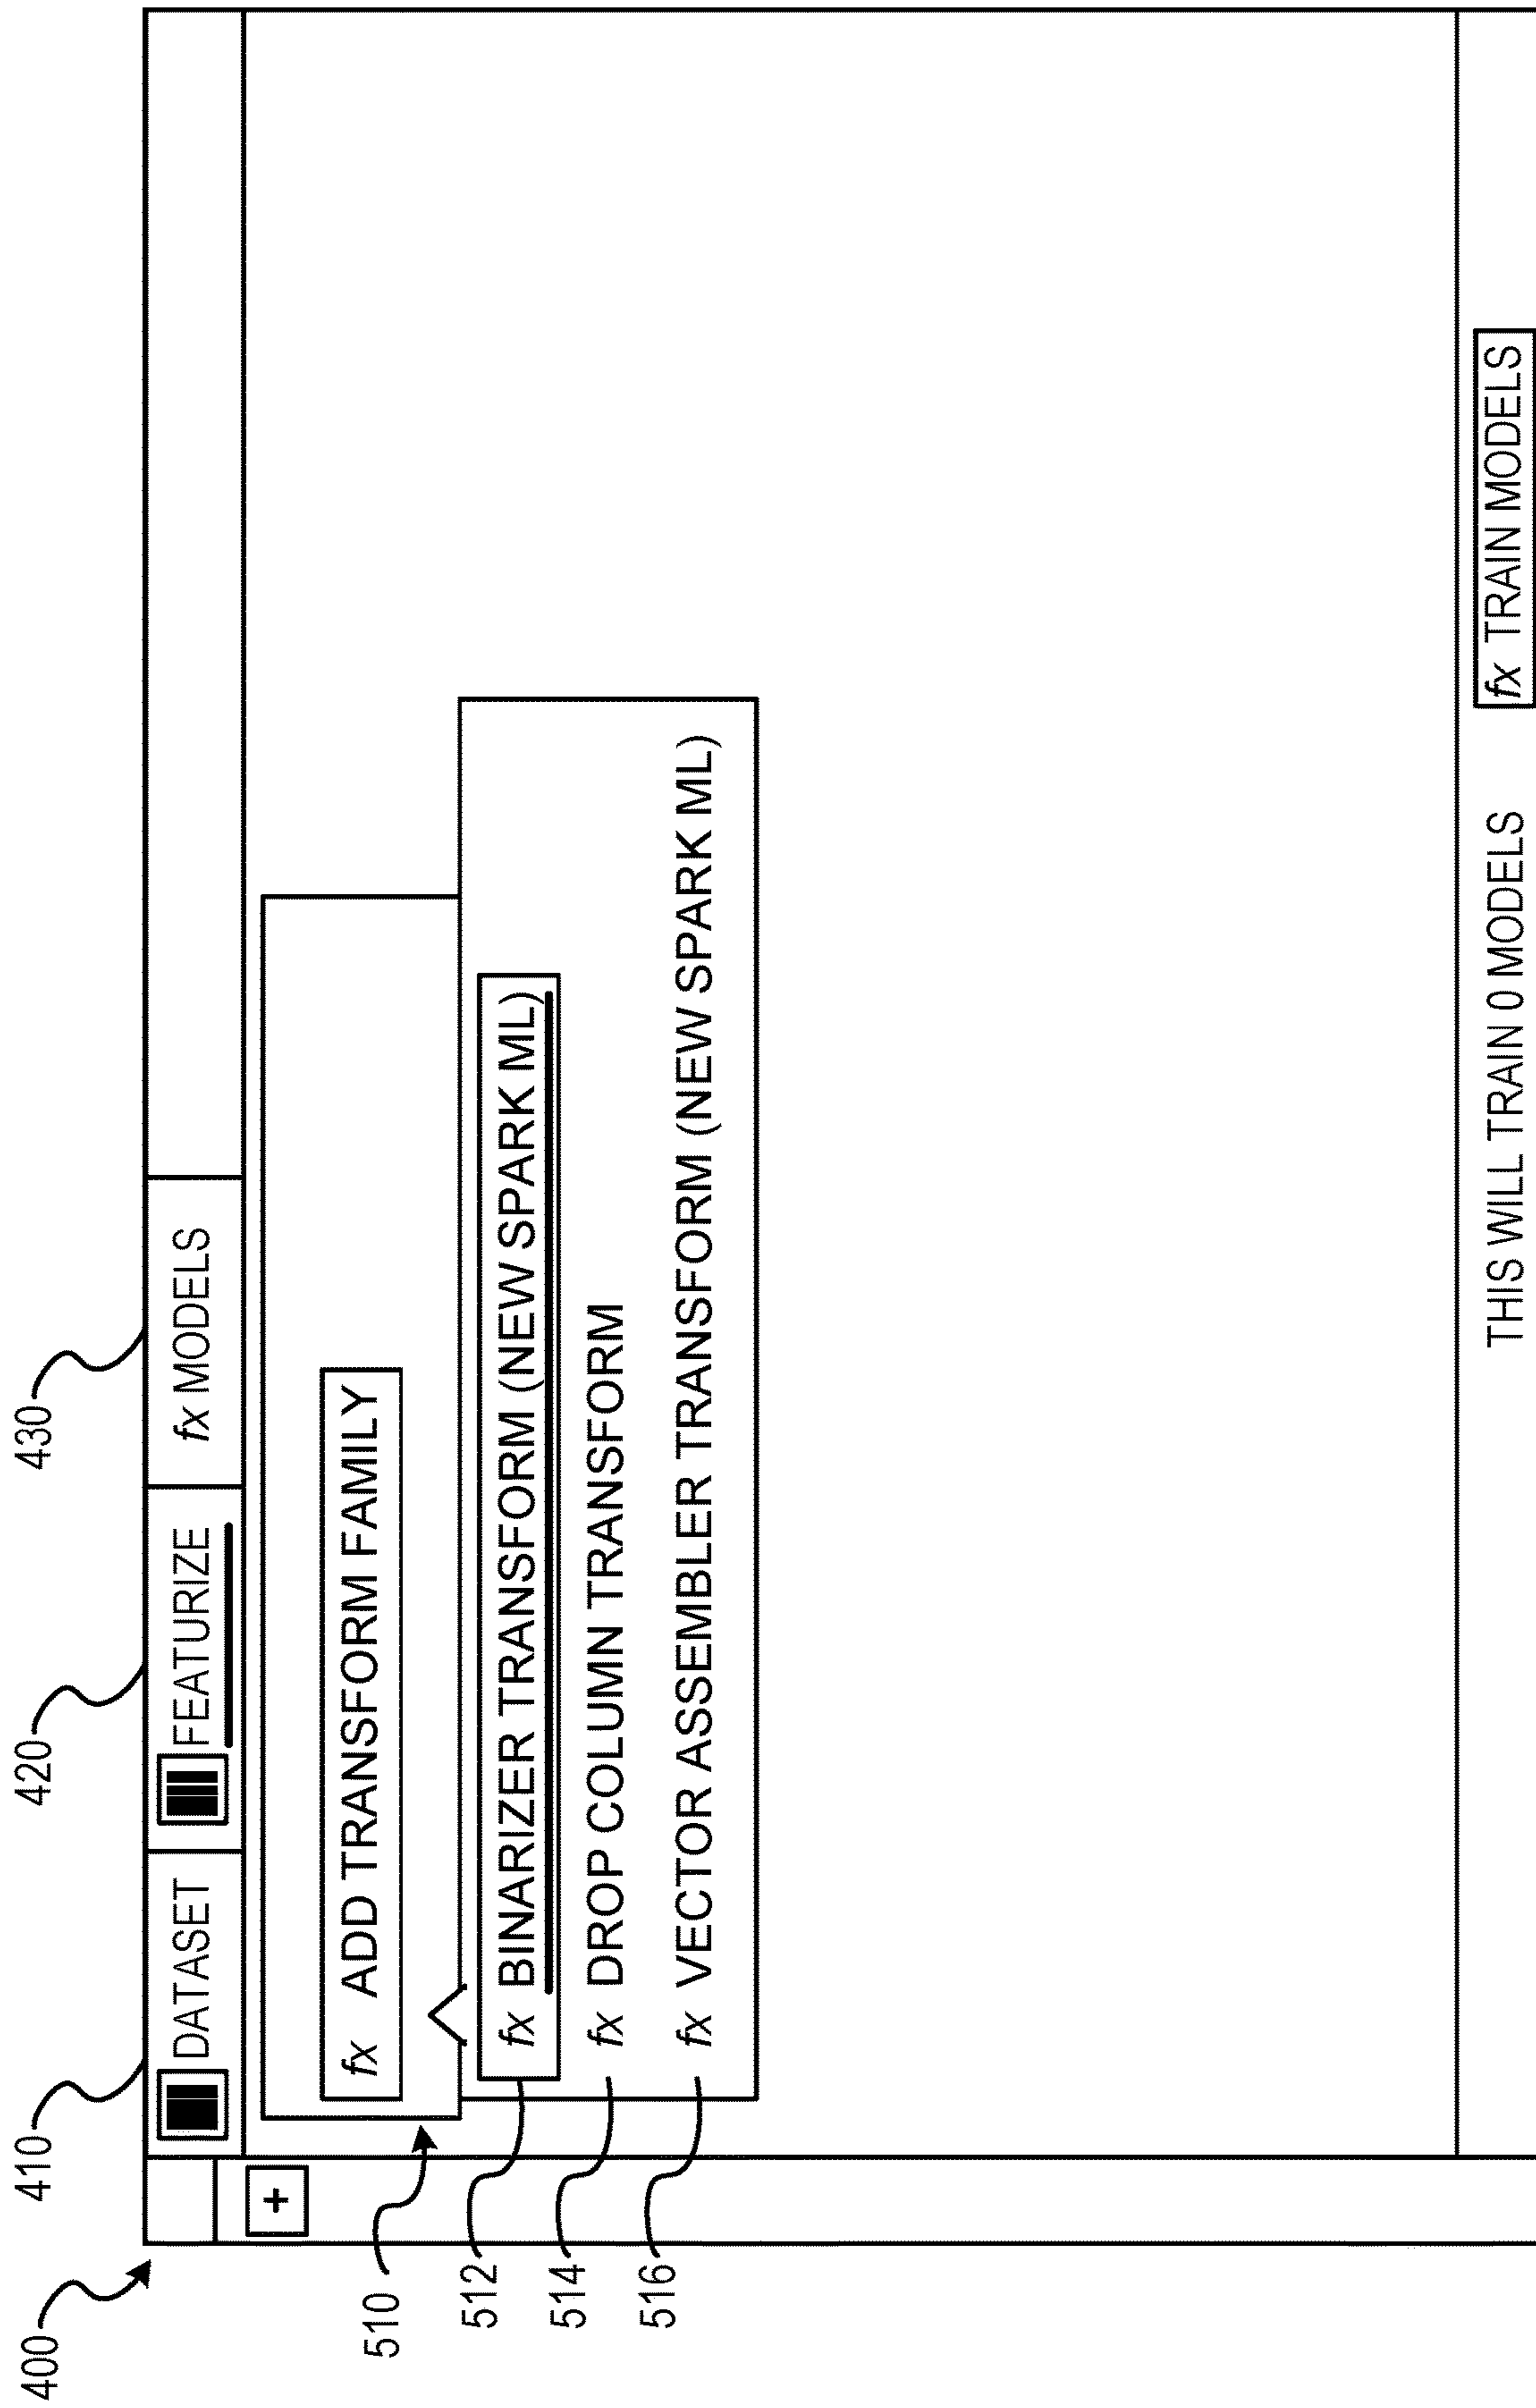 400
410
420
430
DATASET
FEATURIZE
fx MODELS
+
510
fx ADD TRANSFORM FAMILY
512
fx BINARIZER TRANSFORM (NEW SPARK ML)
514
fx DROP COLUMN TRANSFORM
516
fx VECTOR ASSEMBLER TRANSFORM (NEW SPARK ML)
THIS WILL TRAIN 0 MODELS
fx TRAIN MODELS